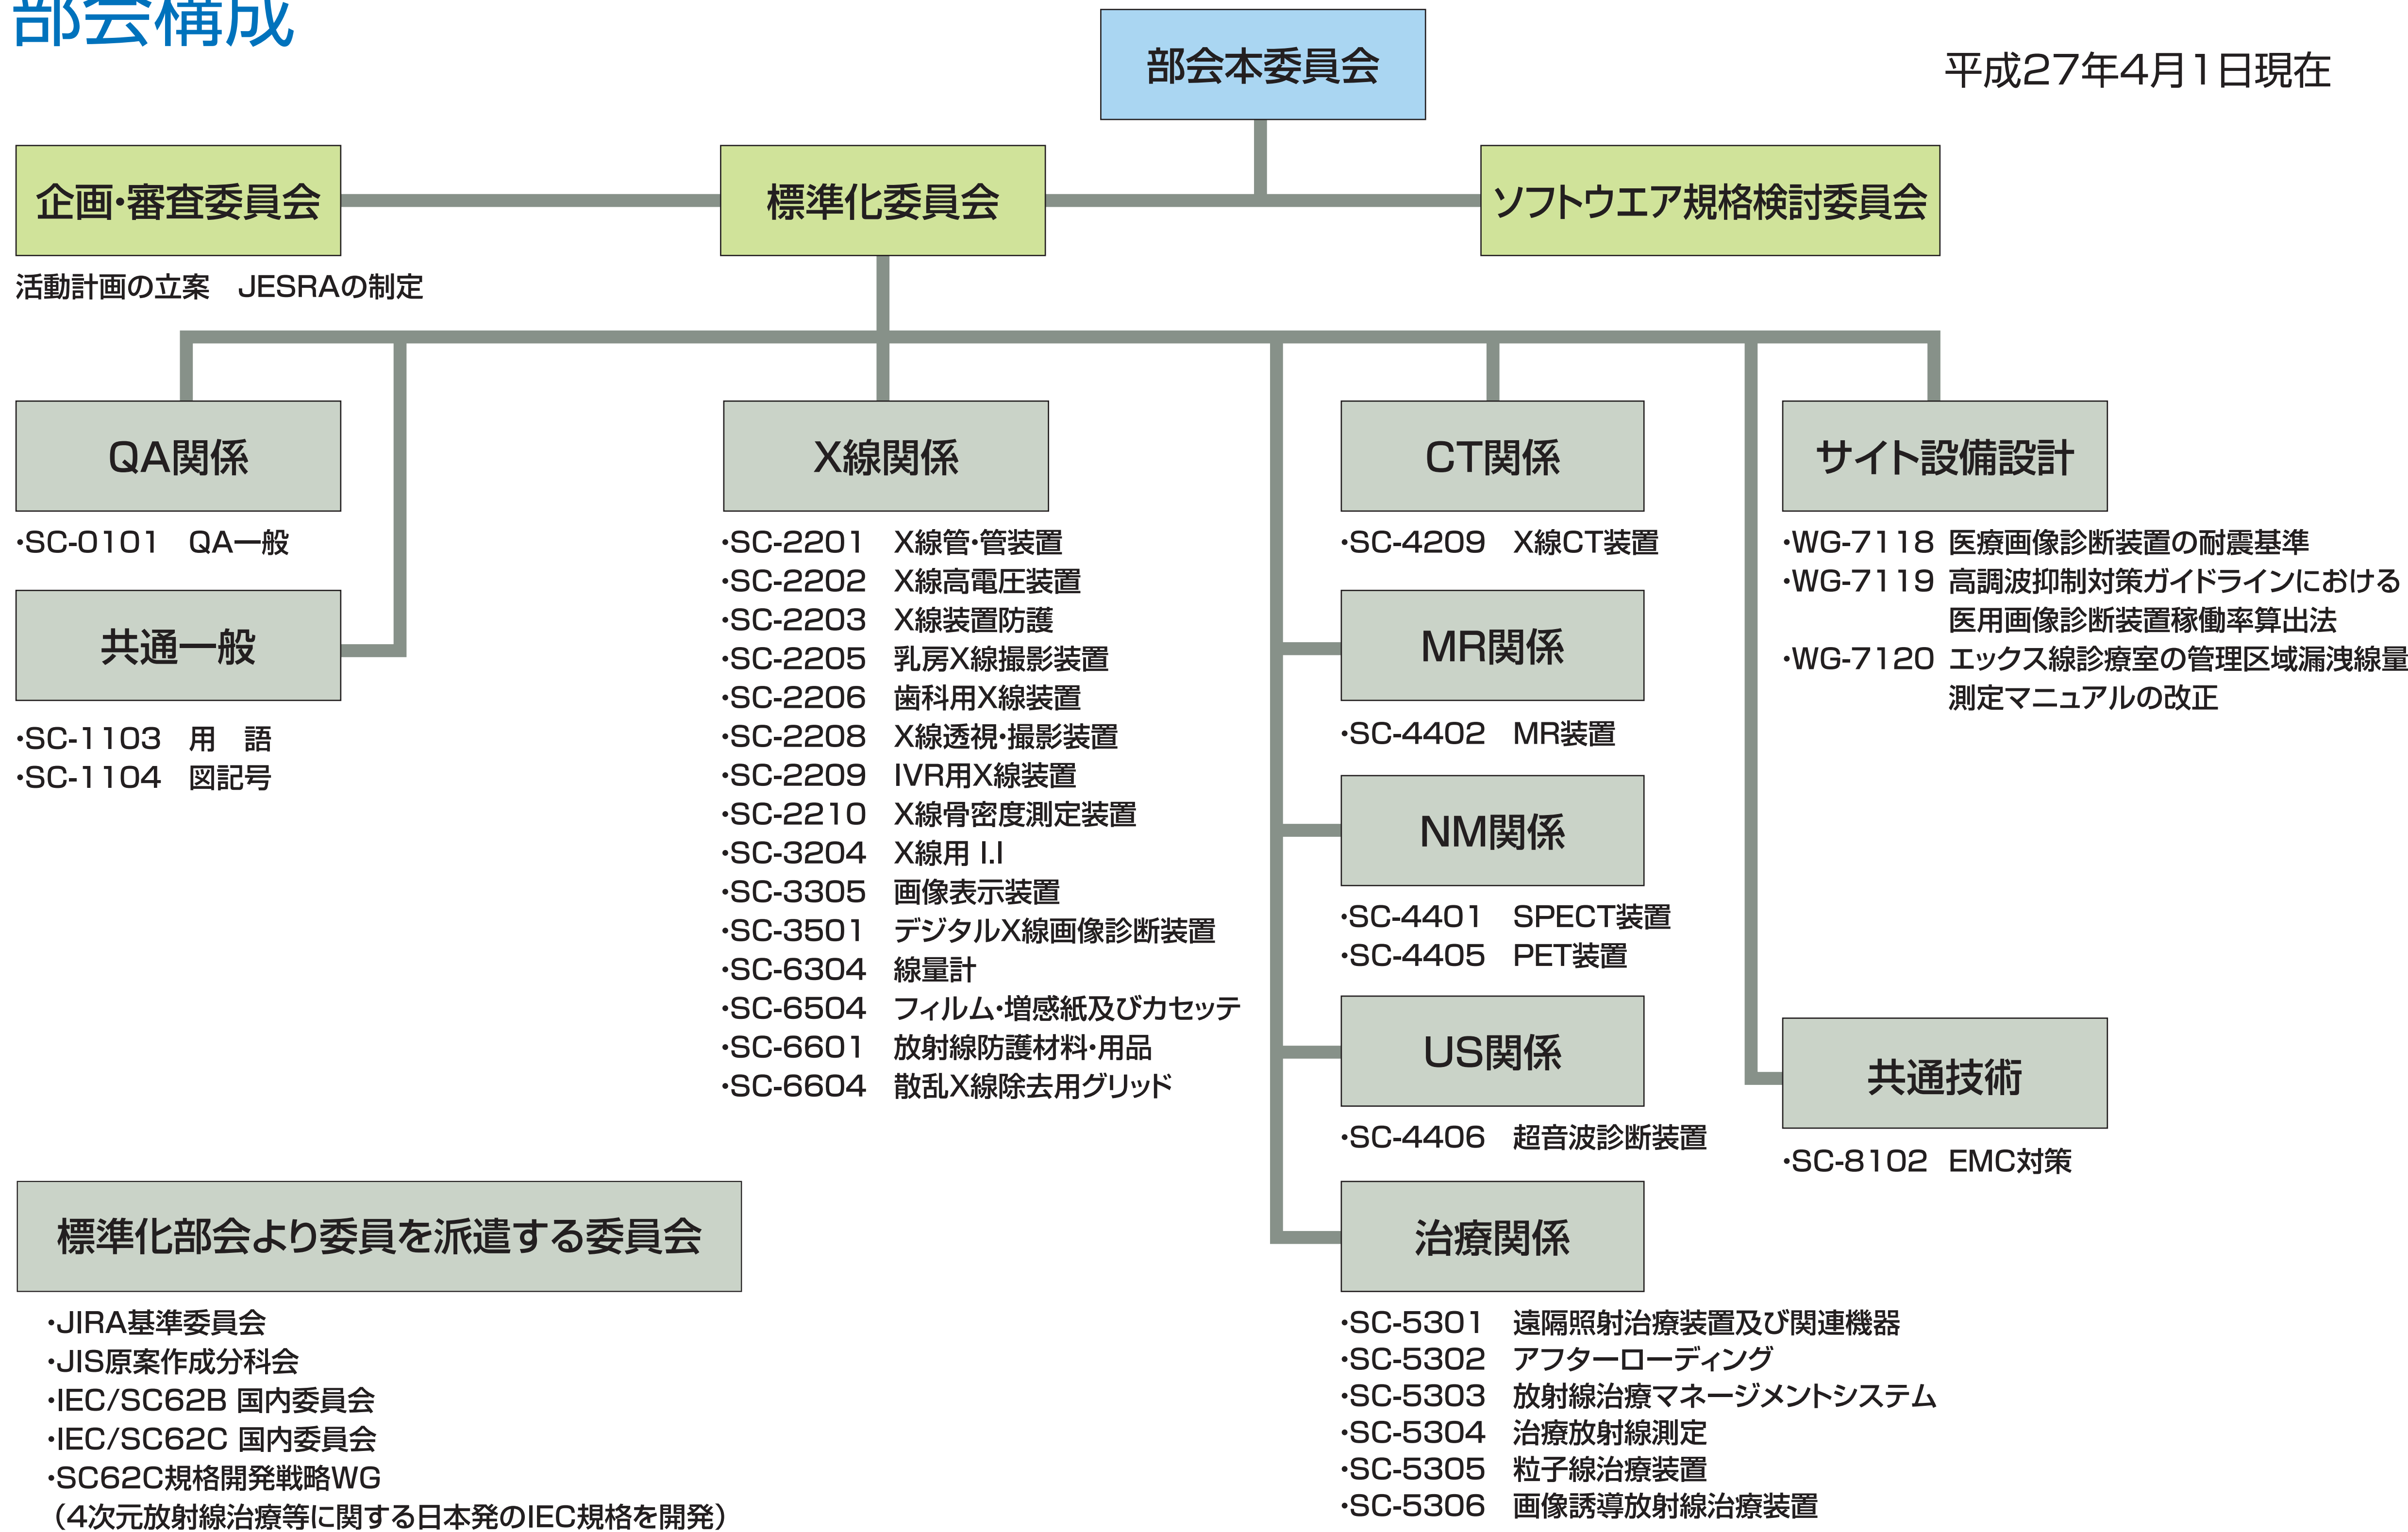 部会構成
部会本委員会
平成27年4月1日現在
企画・審査委員会
標準化委員会
ソフトウエア規格検討委員会
活動計画の立案　JESRAの制定
QA関係
・SC-0101　QA一般
共通一般
・SC-1103　用　語
・SC-1104　図記号
X線関係
・SC-2201　X線管・管装置
・SC-2202　X線高電圧装置
・SC-2203　X線装置防護
・SC-2205　乳房X線撮影装置
・SC-2206　歯科用X線装置
・SC-2208　X線透視・撮影装置
・SC-2209　IVR用X線装置
・SC-2210　X線骨密度測定装置
・SC-3204　X線用 I.I
・SC-3305　画像表示装置
・SC-3501　デジタルX線画像診断装置
・SC-6304　線量計
・SC-6504　フィルム・増感紙及びカセッテ
・SC-6601　放射線防護材料・用品
・SC-6604　散乱X線除去用グリッド
CT関係
・SC-4209　X線CT装置
MR関係
・SC-4402　MR装置
NM関係
・SC-4401　SPECT装置
・SC-4405　PET装置
US関係
・SC-4406　超音波診断装置
治療関係
・SC-5301　遠隔照射治療装置及び関連機器
・SC-5302　アフターローディング
・SC-5303　放射線治療マネージメントシステム
・SC-5304　治療放射線測定
・SC-5305　粒子線治療装置
・SC-5306　画像誘導放射線治療装置
サイト設備設計
・WG-7118 医療画像診断装置の耐震基準
・WG-7119 高調波抑制対策ガイドラインにおける
医用画像診断装置稼働率算出法
・WG-7120 エックス線診療室の管理区域漏洩線量
測定マニュアルの改正
共通技術
・SC-8102 EMC対策
標準化部会より委員を派遣する委員会
・JIRA基準委員会
・JIS原案作成分科会
・IEC/SC62B 国内委員会
・IEC/SC62C 国内委員会
・SC62C規格開発戦略WG
（4次元放射線治療等に関する日本発のIEC規格を開発）